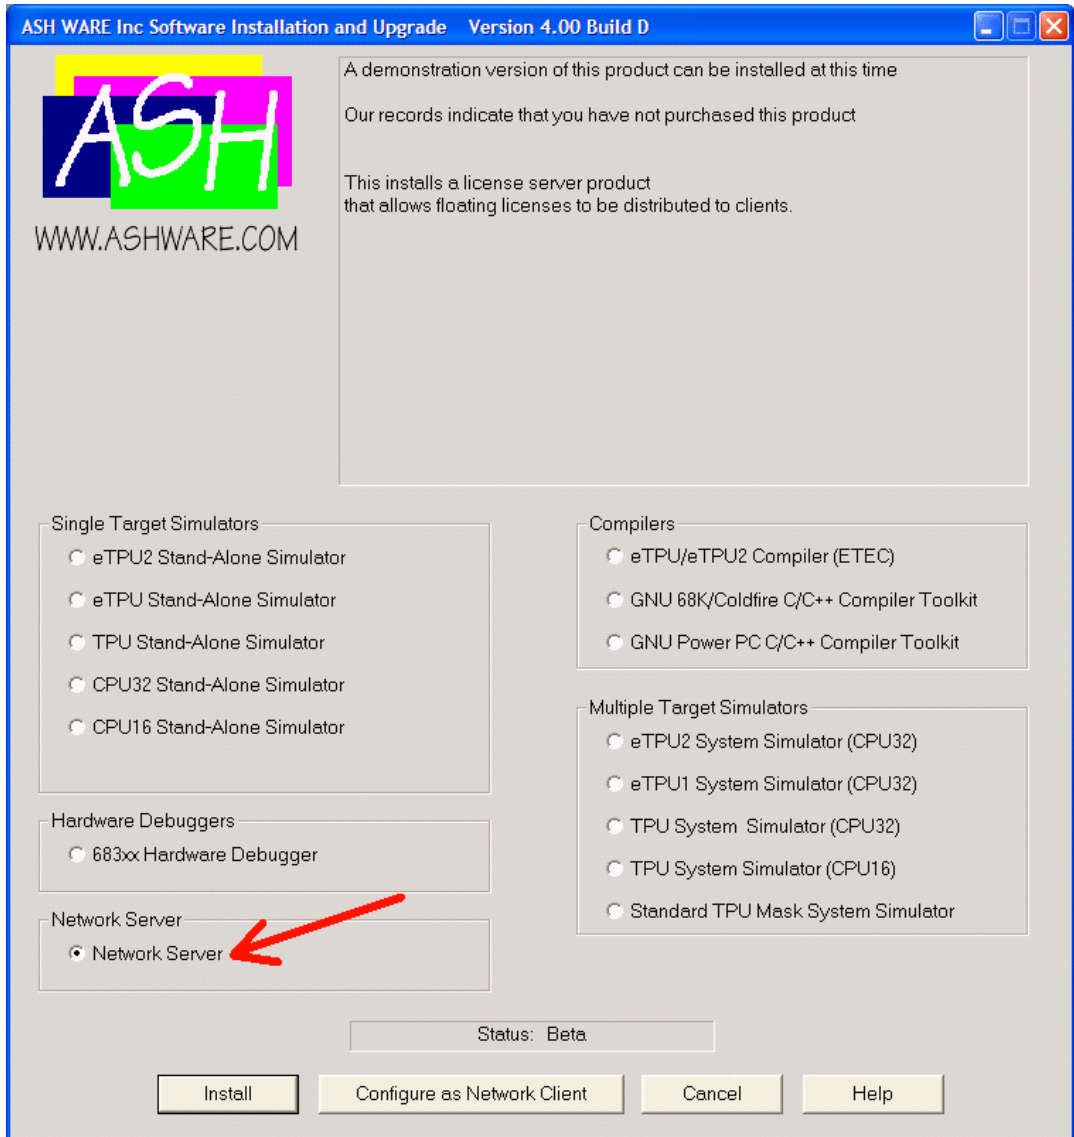 ASH WARE Inc Software Installation and Upgrade Version 4.00 Build D
ASH
WWW.ASHWARE.COM
A demonstration version of this product can be installed at this time
Our records indicate that you have not purchased this product
This installs a license server product
that allows floating licenses to be distributed to clients.
Single Target Simulators
eTPU2 Stand-Alone Simulator
eTPU Stand-Alone Simulator
TPU Stand-Alone Simulator
CPU32 Stand-Alone Simulator
CPU16 Stand-Alone Simulator
Hardware Debuggers
683xx Hardware Debugger
Network Server
Network Server
Compilers
eTPU/eTPU2 Compiler (ETEC)
GNU 68K/Coldfire C/C++ Compiler Toolkit
GNU Power PC C/C++ Compiler Toolkit
Multiple Target Simulators
eTPU2 System Simulator (CPU32)
eTPU1 System Simulator (CPU32)
TPU System Simulator (CPU32)
TPU System Simulator (CPU16)
Standard TPU Mask System Simulator
Status: Beta
Install
Configure as Network Client
Cancel
Help